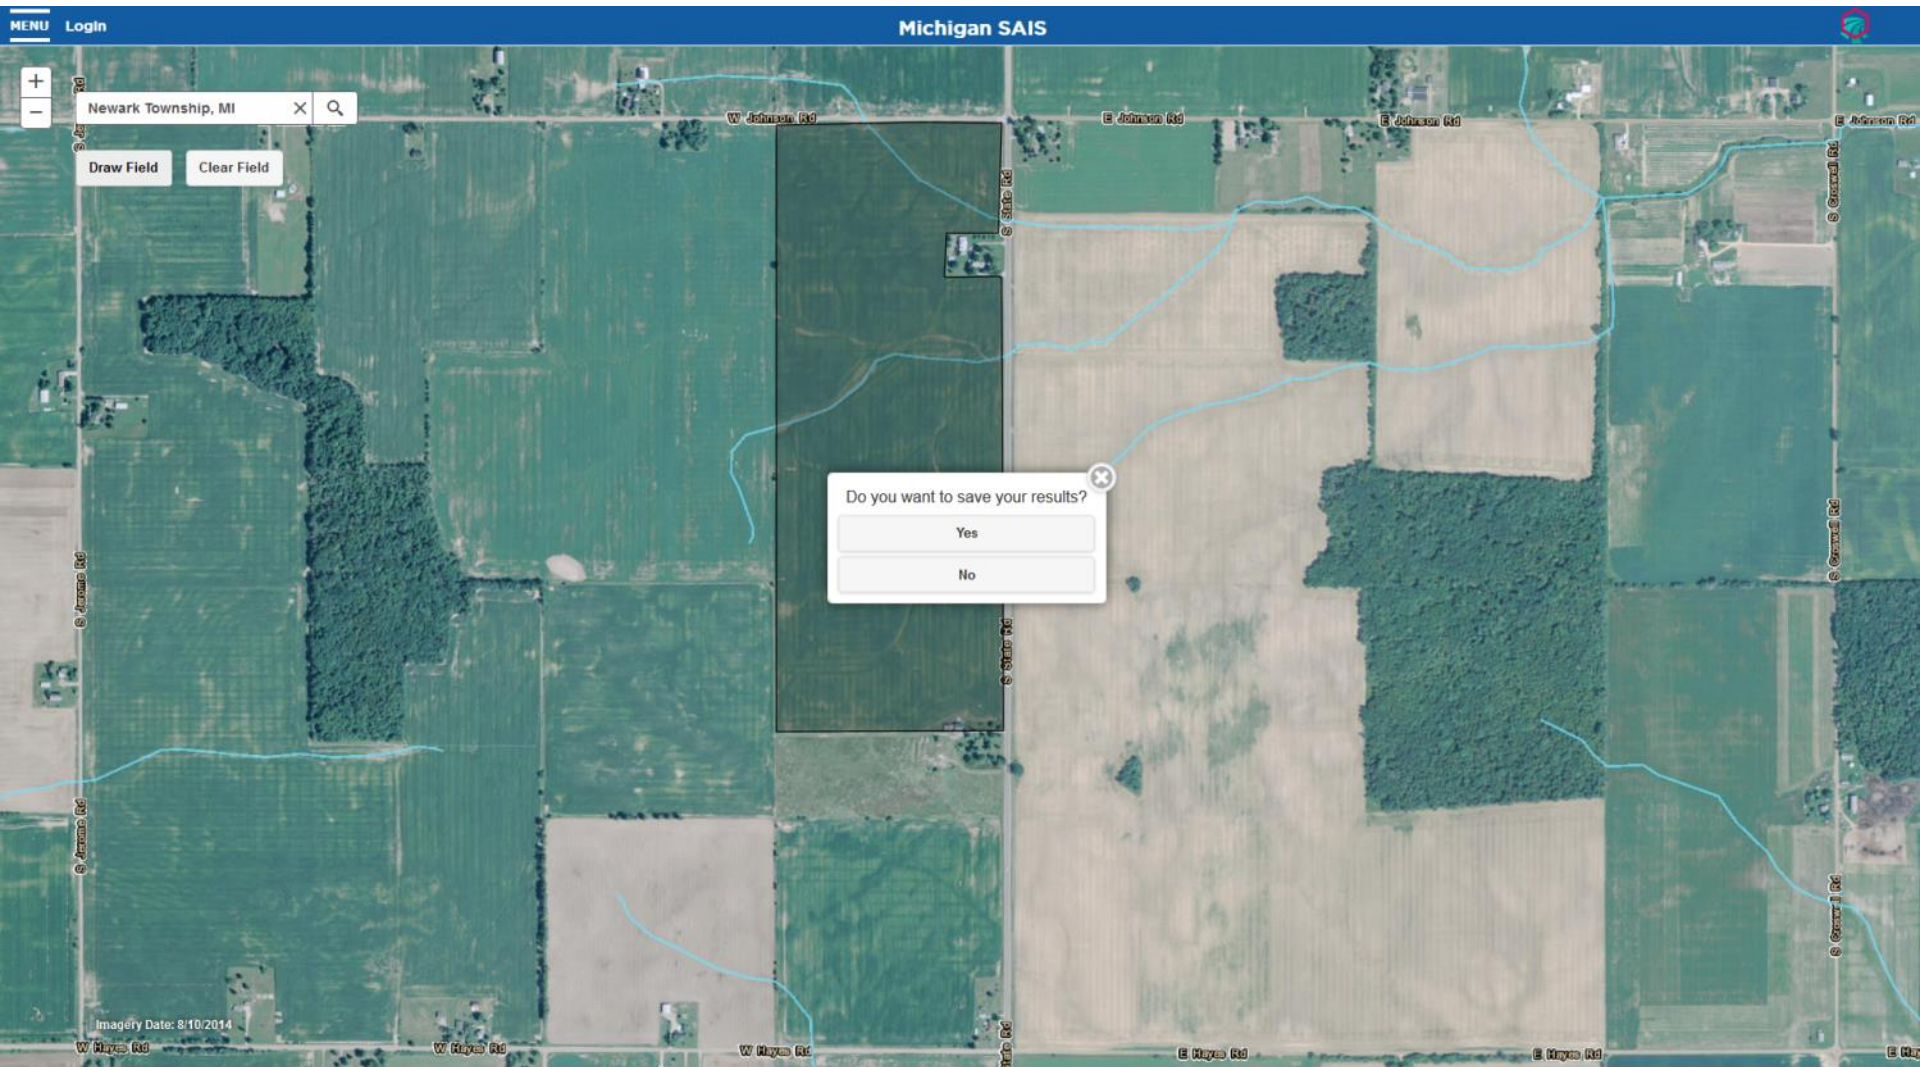 MENU Login
Michigan SAIS
+
−
Newark Township, MI
Draw Field
Clear Field
W Johnson Rd
E Johnson Rd
E Johnson Rd
E Johnson Rd
S State Rd
S Croswell Rd
Do you want to save your results?
Yes
No
S Jerome Rd
S State Rd
S Croswell Rd
S Jerome Rd
S Croswell Rd
Imagery Date: 8/10/2014
W Hayes Rd
W Hayes Rd
W Hayes Rd
E Hayes Rd
E Hayes Rd